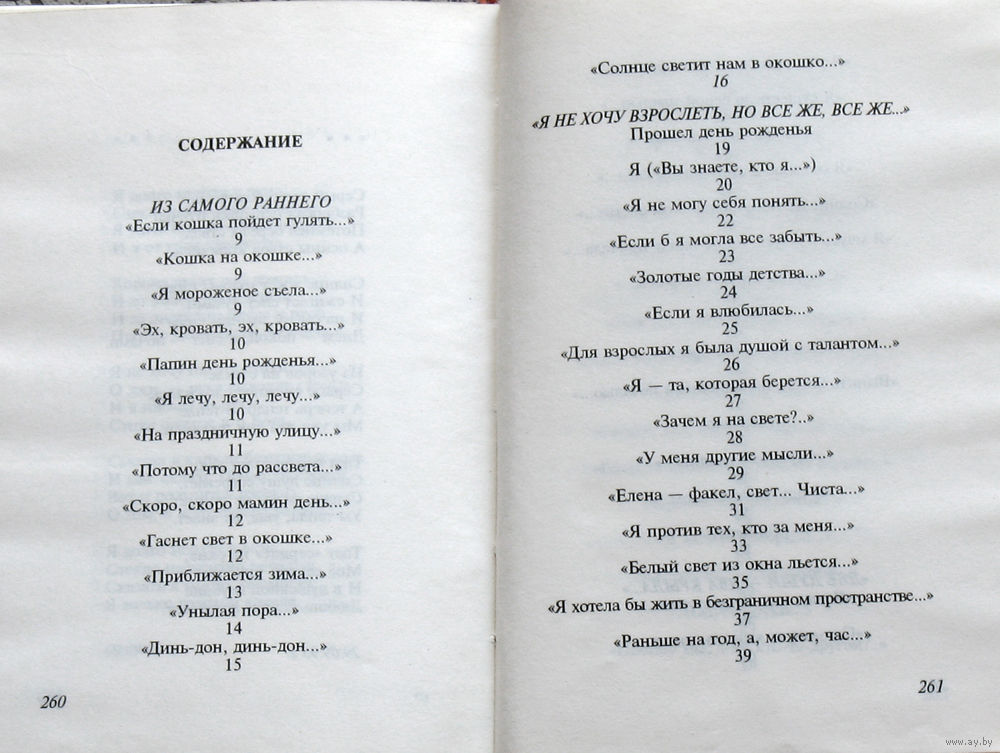 СОДЕРЖАНИЕ
ИЗ САМОГО РАННЕГО
«Если кошка пойдет гулять...»
9
«Кошка на окошке...»
9
«Я мороженое съела...»
9
«Эх, кровать, эх, кровать...»
10
«Папин день рожденья...»
10
«Я лечу, лечу, лечу...»
10
«На праздничную улицу...»
11
«Потому что до рассвета...»
11
«Скоро, скоро мамин день...»
12
«Гаснет свет в окошке...»
12
«Приближается зима...»
13
«Унылая пора...»
14
«Динь-дон, динь-дон...»
15
260
«Солнце светит нам в окошко...»
16
«Я НЕ ХОЧУ ВЗРОСЛЕТЬ, НО ВСЕ ЖЕ, ВСЕ ЖЕ...»
Прошел день рожденья
19
Я («Вы знаете, кто я...»)
20
«Я не могу себя понять...»
22
«Если б я могла все забыть...»
23
«Золотые годы детства...»
24
«Если я влюбилась...»
25
«Для взрослых я была душой с талантом...»
26
«Я — та, которая берется...»
27
«Зачем я на свете?..»
28
«У меня другие мысли...»
29
«Елена — факел, свет... Чиста...»
31
«Я против тех, кто за меня...»
33
«Белый свет из окна льется...»
35
«Я хотела бы жить в безграничном пространстве...»
37
«Раньше на год, а, может, час...»
39
261
www.ay.by